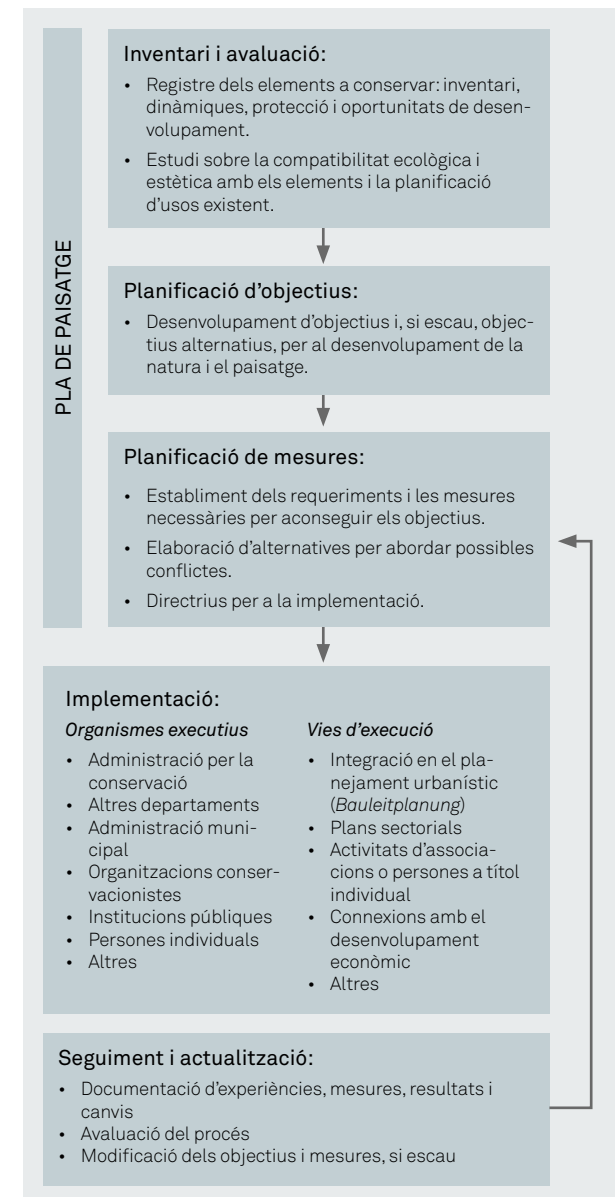 PLA DE PAISATGE
Inventari i avaluació:
• Registre dels elements a conservar: inventari,
dinàmiques, protecció i oportunitats de desen-
volupament.
• Estudi sobre la compatibilitat ecològica i
estètica amb els elements i la planificació
d'usos existent.
Planificació d'objectius:
• Desenvolupament d'objectius i, si escau, objec-
tius alternatius, per al desenvolupament de la
natura i el paisatge.
Planificació de mesures:
• Establiment dels requeriments i les mesures
necessàries per aconseguir els objectius.
• Elaboració d'alternatives per abordar possibles
conflictes.
• Directrius per a la implementació.
Implementació:
Organismes executius
• Administració per la
conservació
• Altres departaments
• Administració muni-
cipal
• Organitzacions conser-
vacionistes
• Institucions públiques
• Persones individuals
• Altres
Vies d'execució
• Integració en el pla-
nejament urbanístic
(Bauleitplanung)
• Plans sectorials
• Activitats d'associa-
cions o persones a títol
individual
• Connexions amb el
desenvolupament
econòmic
• Altres
Seguiment i actualització:
• Documentació d'experiències, mesures, resultats i
canvis
• Avaluació del procés
• Modificació dels objectius i mesures, si escau